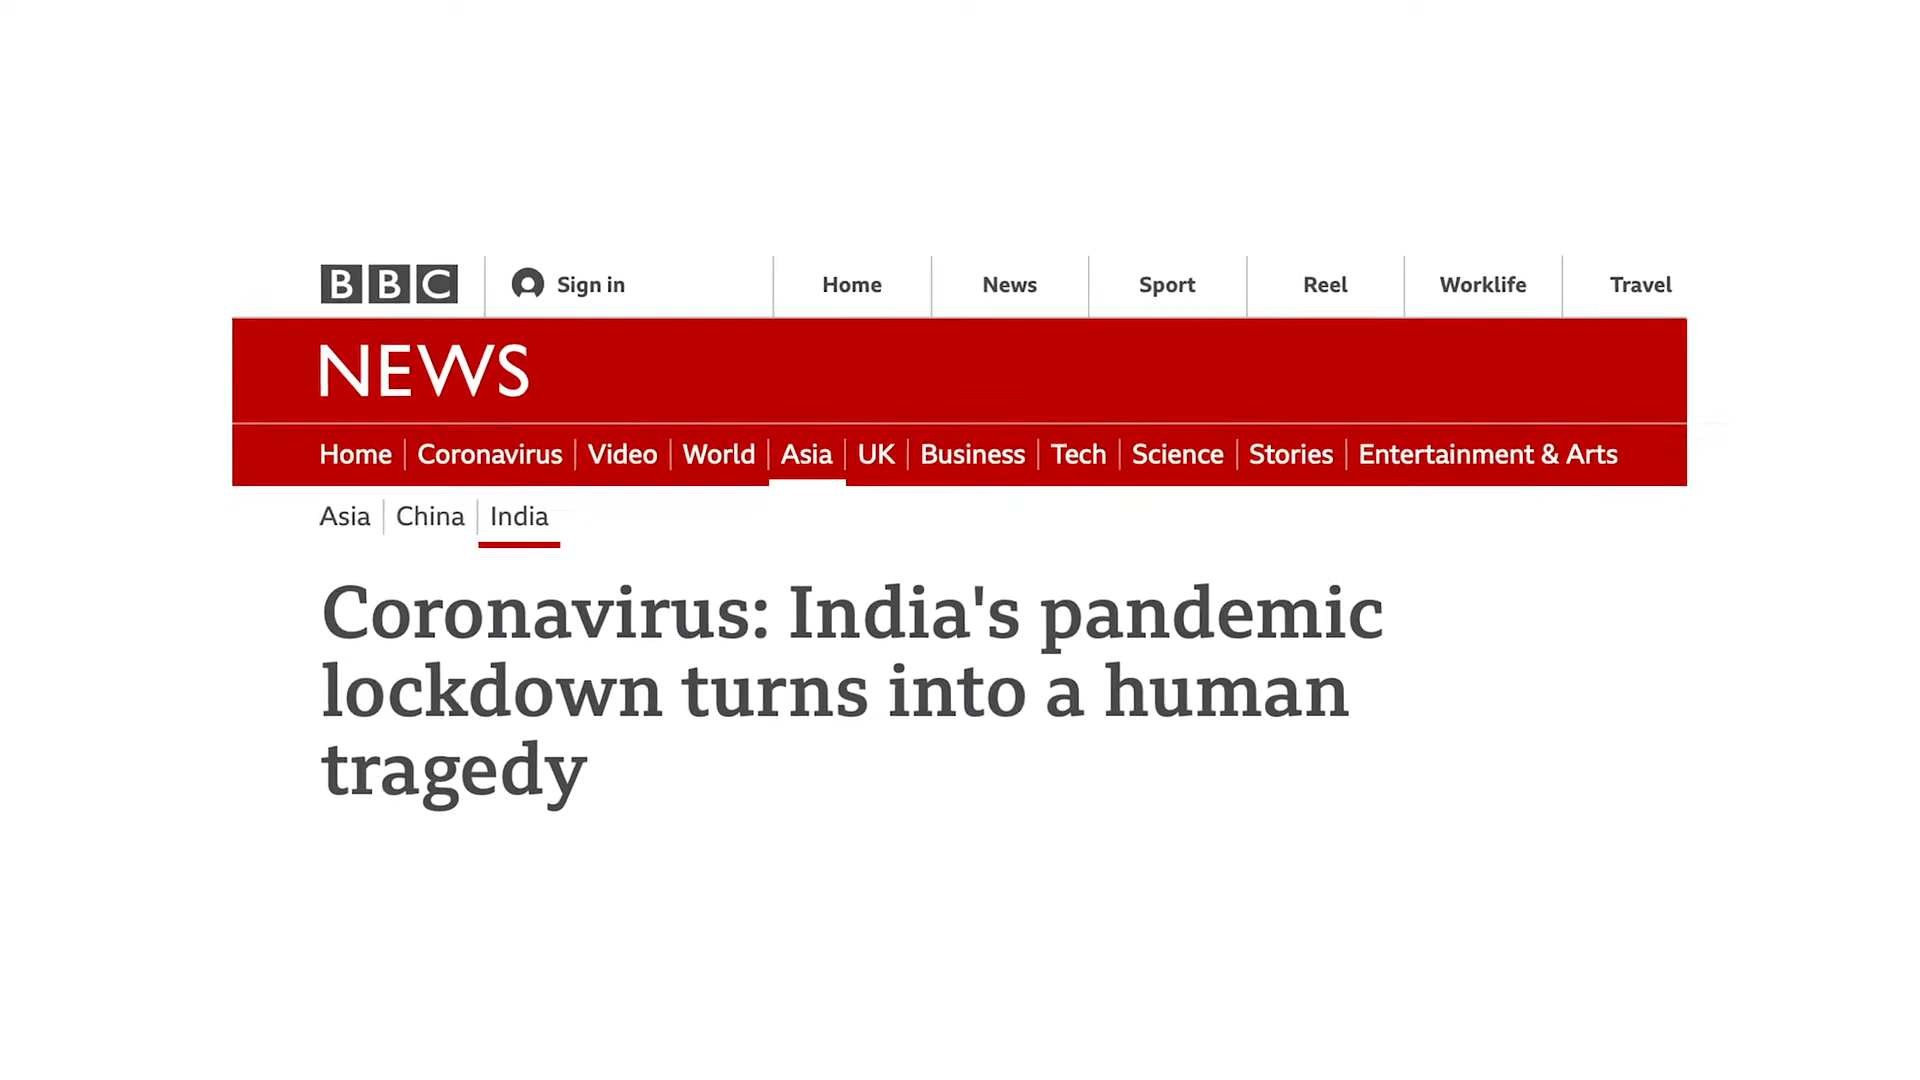 BBC Sign in Home News Sport Reel Worklife Travel
NEWS
Home Coronavirus Video World Asia UK Business Tech Science Stories Entertainment & Arts
Asia China India
Coronavirus: India's pandemic
lockdown turns into a human
tragedy